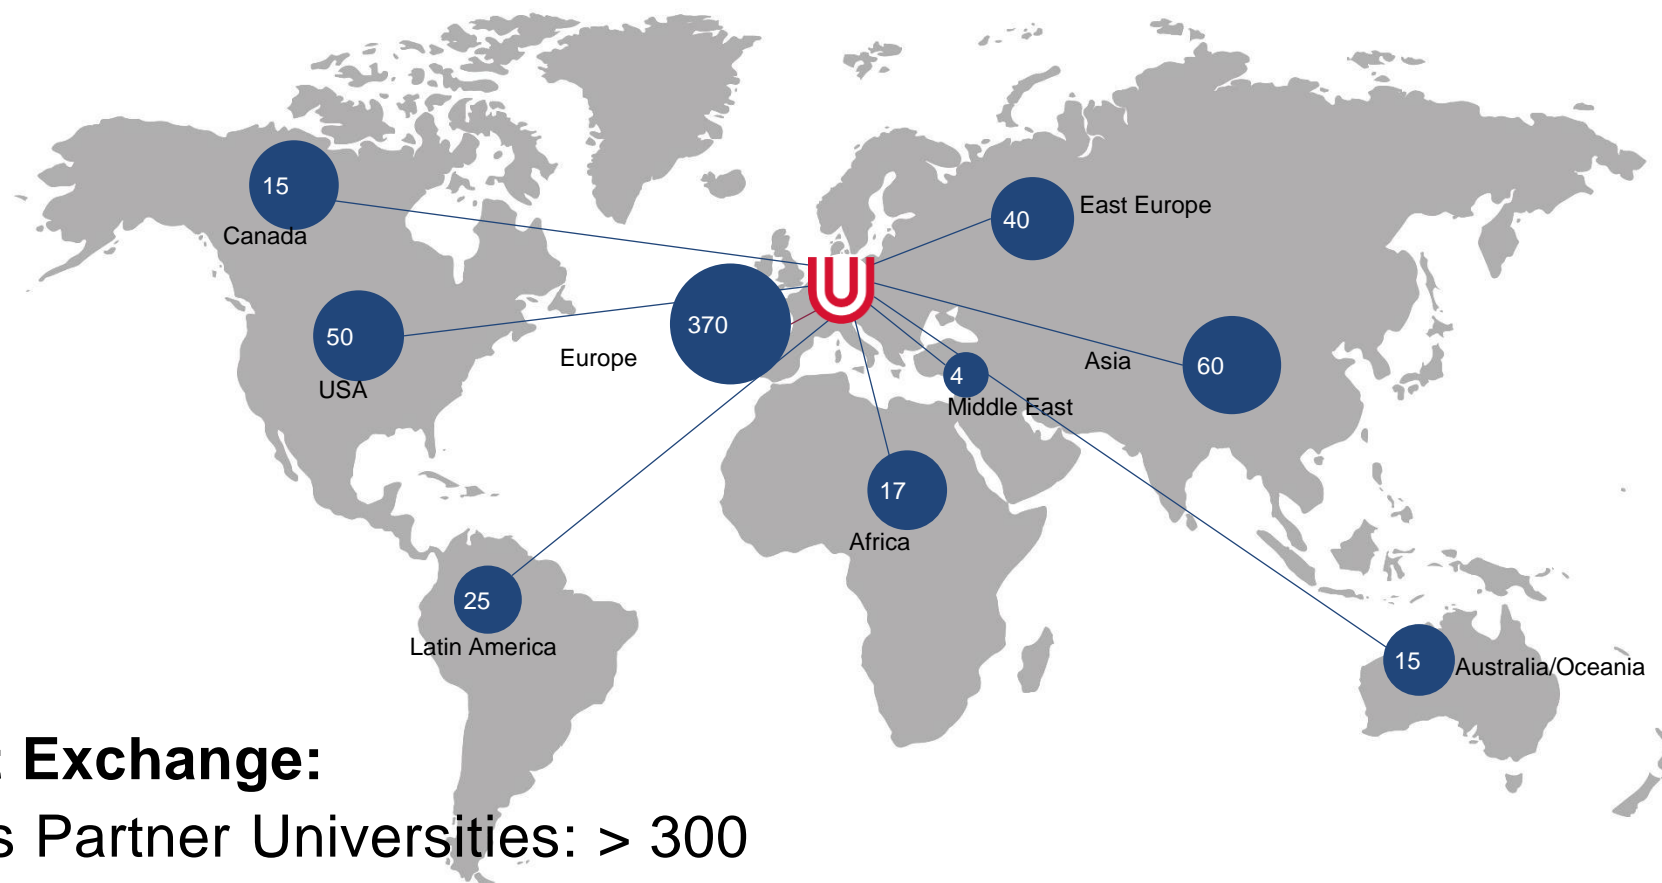 15
Canada
40
East Europe
50
USA
370
Europe
4
Middle East
Asia
60
17
Africa
25
Latin America
15
Australia/Oceania
Exchange:
Partner Universities: > 300